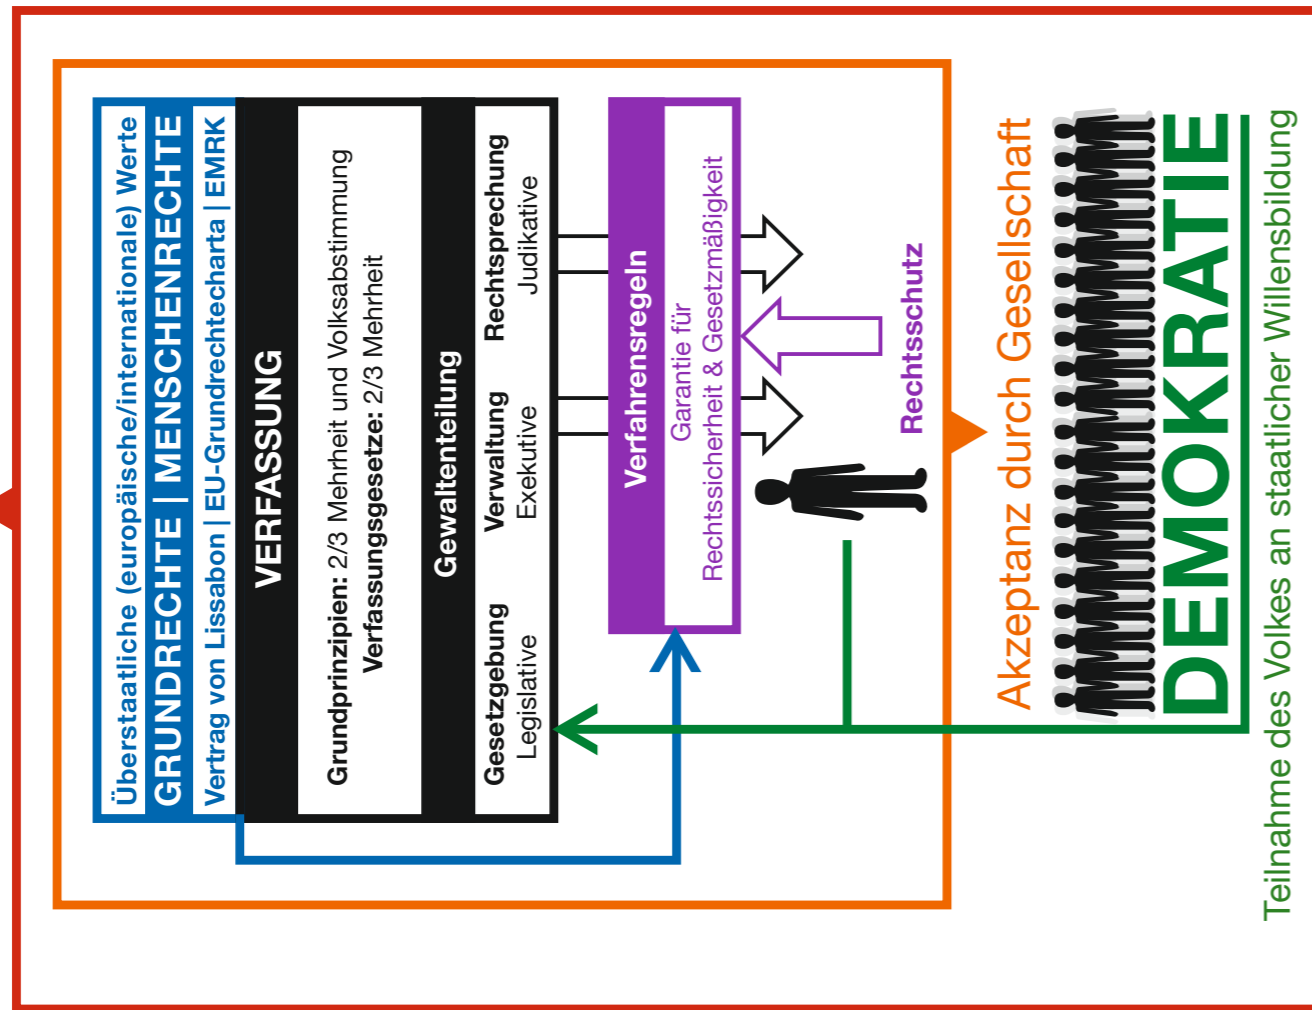 Überstaatliche (europäische/internationale) Werte
GRUNDRECHTE | MENSCHENRECHTE
Vertrag von Lissabon | EU-Grundrechtecharta | EMRK
VERFASSUNG
Grundprinzipien: 2/3 Mehrheit und Volksabstimmung
Verfassungsgesetze: 2/3 Mehrheit
Gewaltenteilung
Gesetzgebung
Legislative
Verwaltung
Exekutive
Rechtsprechung
Judikative
Verfahrensregeln
Garantie für
Rechtssicherheit & Gesetzmäßigkeit
Rechtsschutz
Akzeptanz durch Gesellschaft
DEMOKRATIE
Teilnahme des Volkes an staatlicher Willensbildung